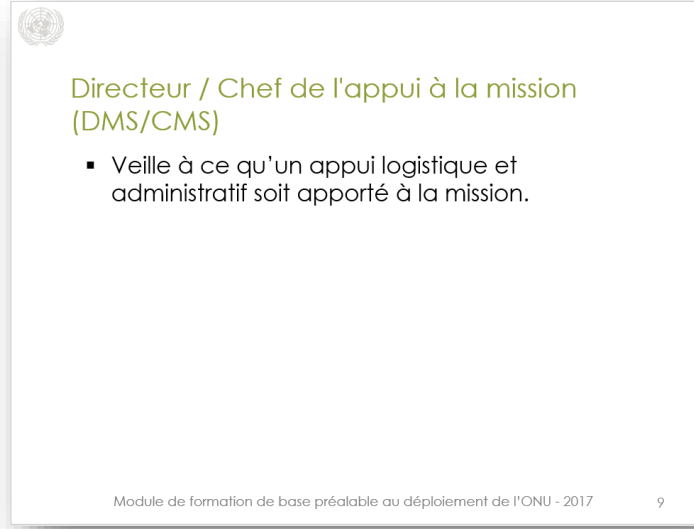 Directeur / Chef de l'appui à la mission
(DMS/CMS)
▪ Veille à ce qu’un appui logistique et
administratif soit apporté à la mission.
Module de formation de base préalable au déploiement de l’ONU - 2017
9